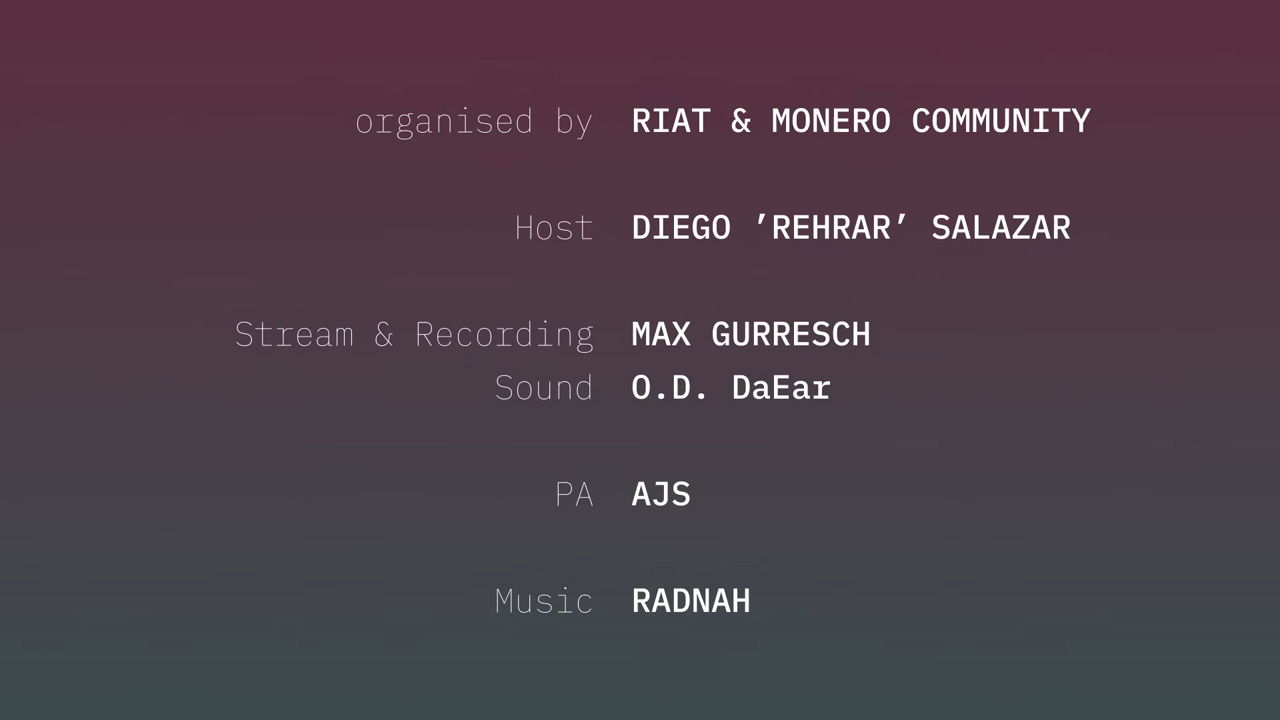 organised by RIAT & MONERO COMMUNITY
Host DIEGO ’REHRAR’ SALAZAR
Stream & Recording MAX GURRESCH
Sound O.D. DaEar
PA AJS
Music RADNAH